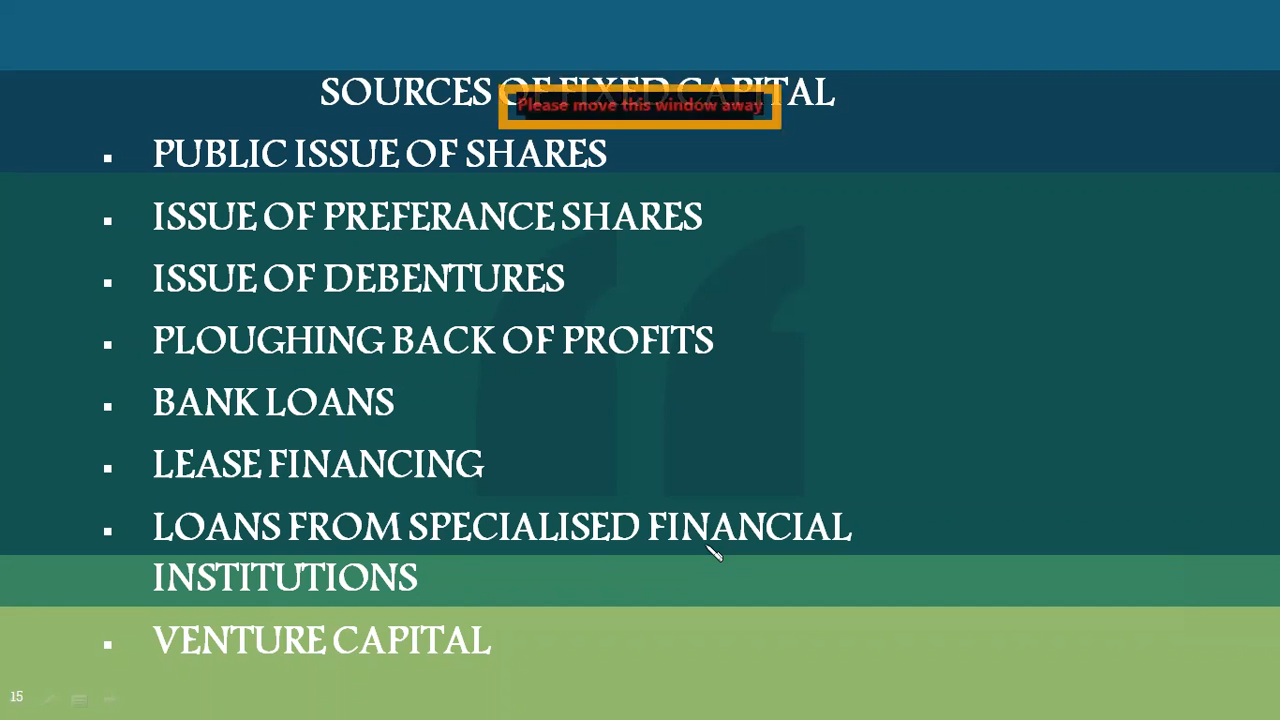 SOURCES OF FIXED CAPITAL
Please move this window away
▪ PUBLIC ISSUE OF SHARES
▪ ISSUE OF PREFERANCE SHARES
▪ ISSUE OF DEBENTURES
▪ PLOUGHING BACK OF PROFITS
▪ BANK LOANS
▪ LEASE FINANCING
▪ LOANS FROM SPECIALISED FINANCIAL
INSTITUTIONS
▪ VENTURE CAPITAL
15